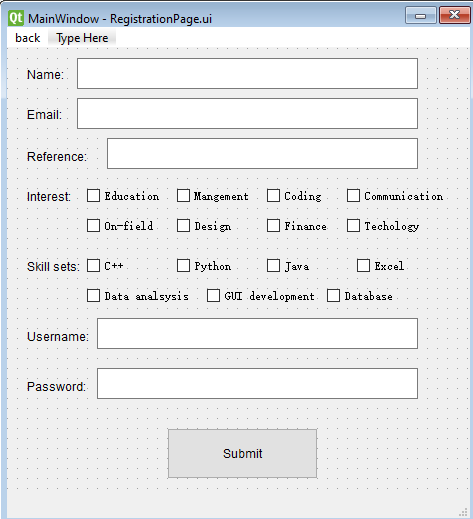 Qt MainWindow - RegistrationPage.ui
back Type Here
Name:
Email:
Reference:
Interest: Education Mangement Coding Communication
On-field Design Finance Techology
Skill sets: C++ Python Java Excel
Data analsysis GUI development Database
Username:
Password:
Submit